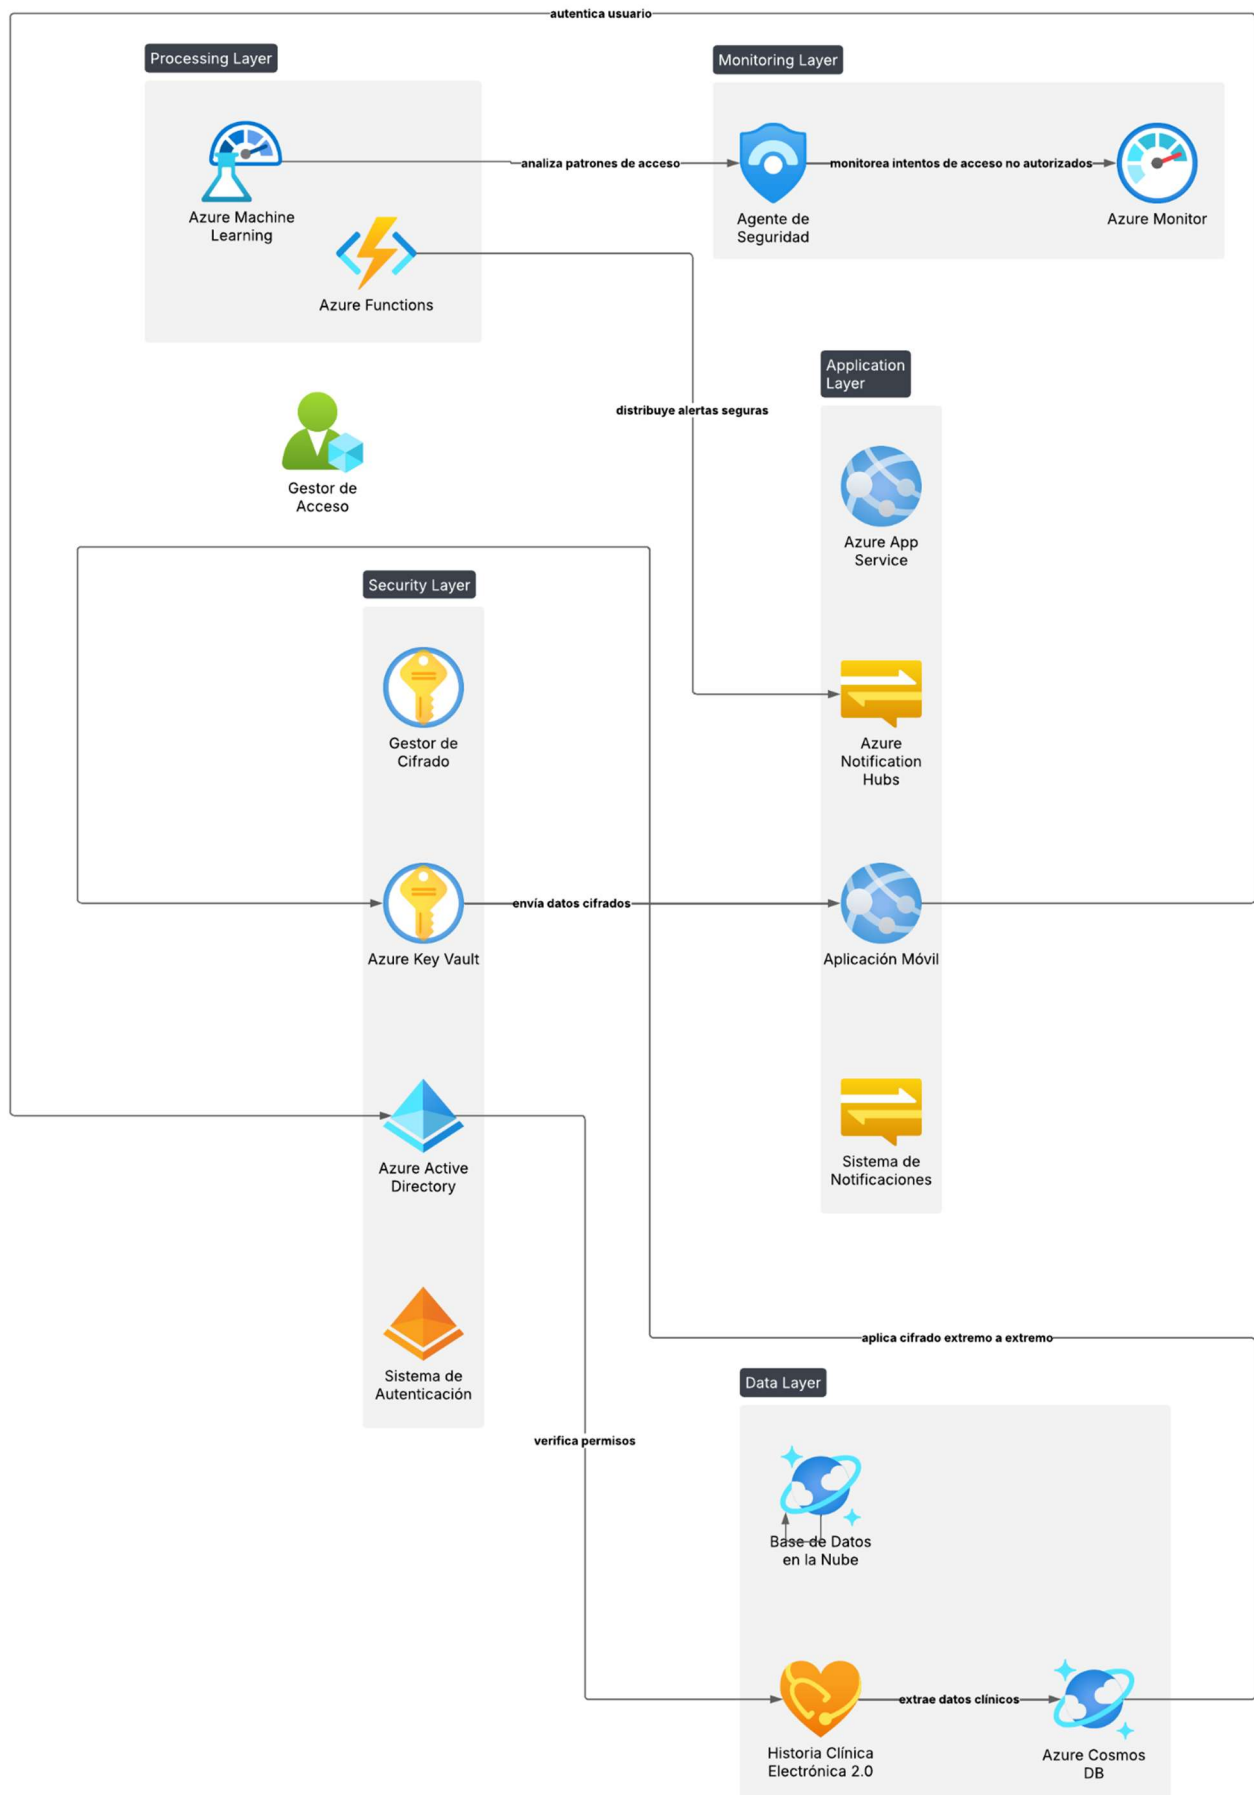 autentica usuario
Processing Layer
Monitoring Layer
analiza patrones de acceso
monitorea intentos de acceso no autorizados
Azure Machine
Learning
Agente de
Seguridad
Azure Monitor
Azure Functions
Application
Layer
distribuye alertas seguras
Gestor de
Acceso
Azure App
Service
Security Layer
Gestor de
Cifrado
Azure
Notification
Hubs
envía datos cifrados
Azure Key Vault
Aplicación Móvil
Azure Active
Directory
Sistema de
Notificaciones
aplica cifrado extremo a extremo
Sistema de
Autenticación
Data Layer
verifica permisos
Base de Datos
en la Nube
extrae datos clínicos
Historia Clínica
Electrónica 2.0
Azure Cosmos
DB